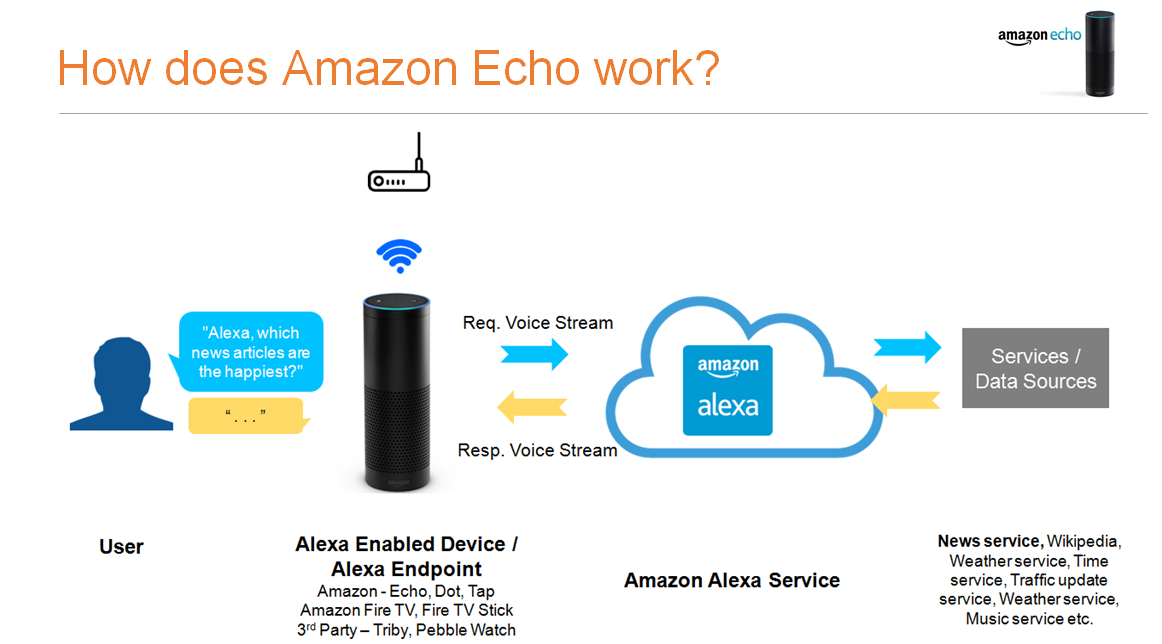 How does Amazon Echo work?
amazon echo
"Alexa, which
news articles are
the happiest?"
“. . .”
Req. Voice Stream
Resp. Voice Stream
amazon
alexa
Services /
Data Sources
User
Alexa Enabled Device /
Alexa Endpoint
Amazon - Echo, Dot, Tap
Amazon Fire TV, Fire TV Stick
3rd Party – Triby, Pebble Watch
Amazon Alexa Service
News service, Wikipedia,
Weather service, Time
service, Traffic update
service, Weather service,
Music service etc.